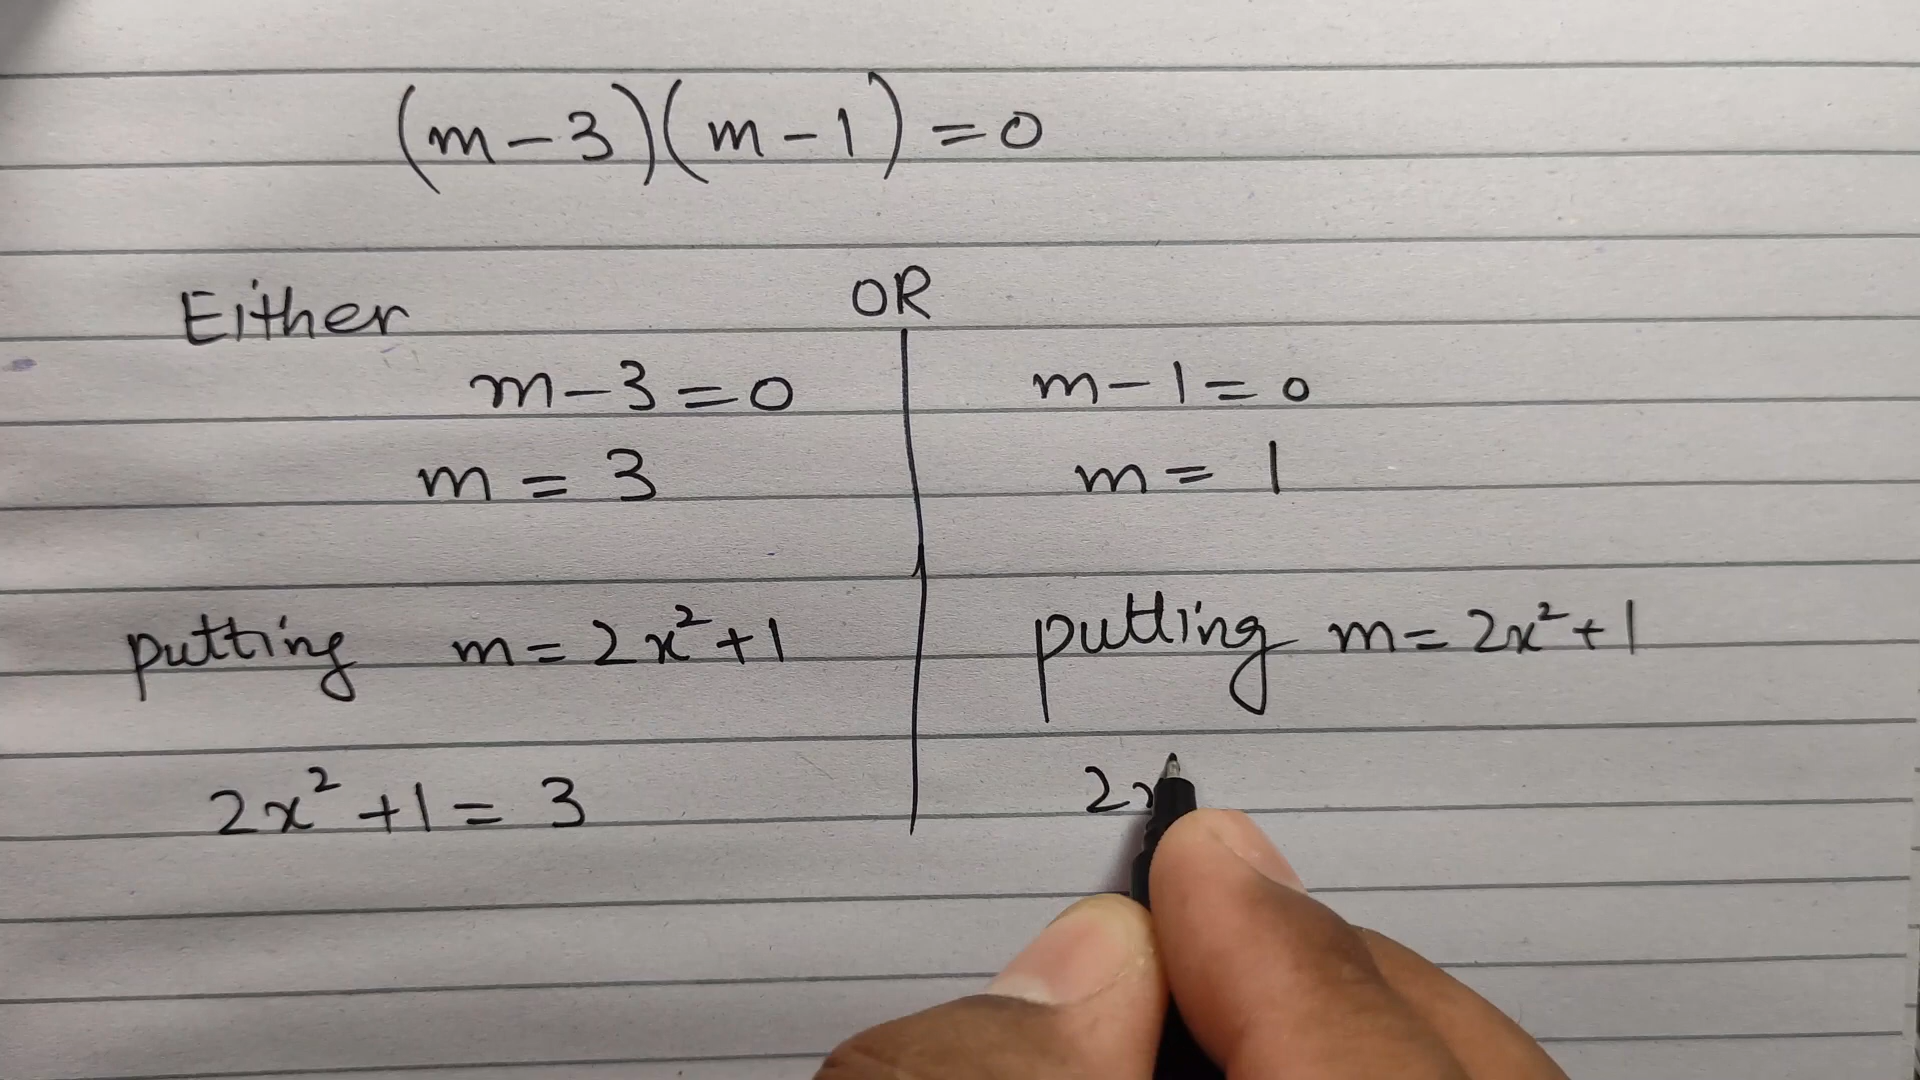 (m-3)(m-1)=0
Either OR
m-3=0
m=3
putting m=2x²+1
2x²+1=3
m-1=0
m=1
putting m=2x²+1
2x